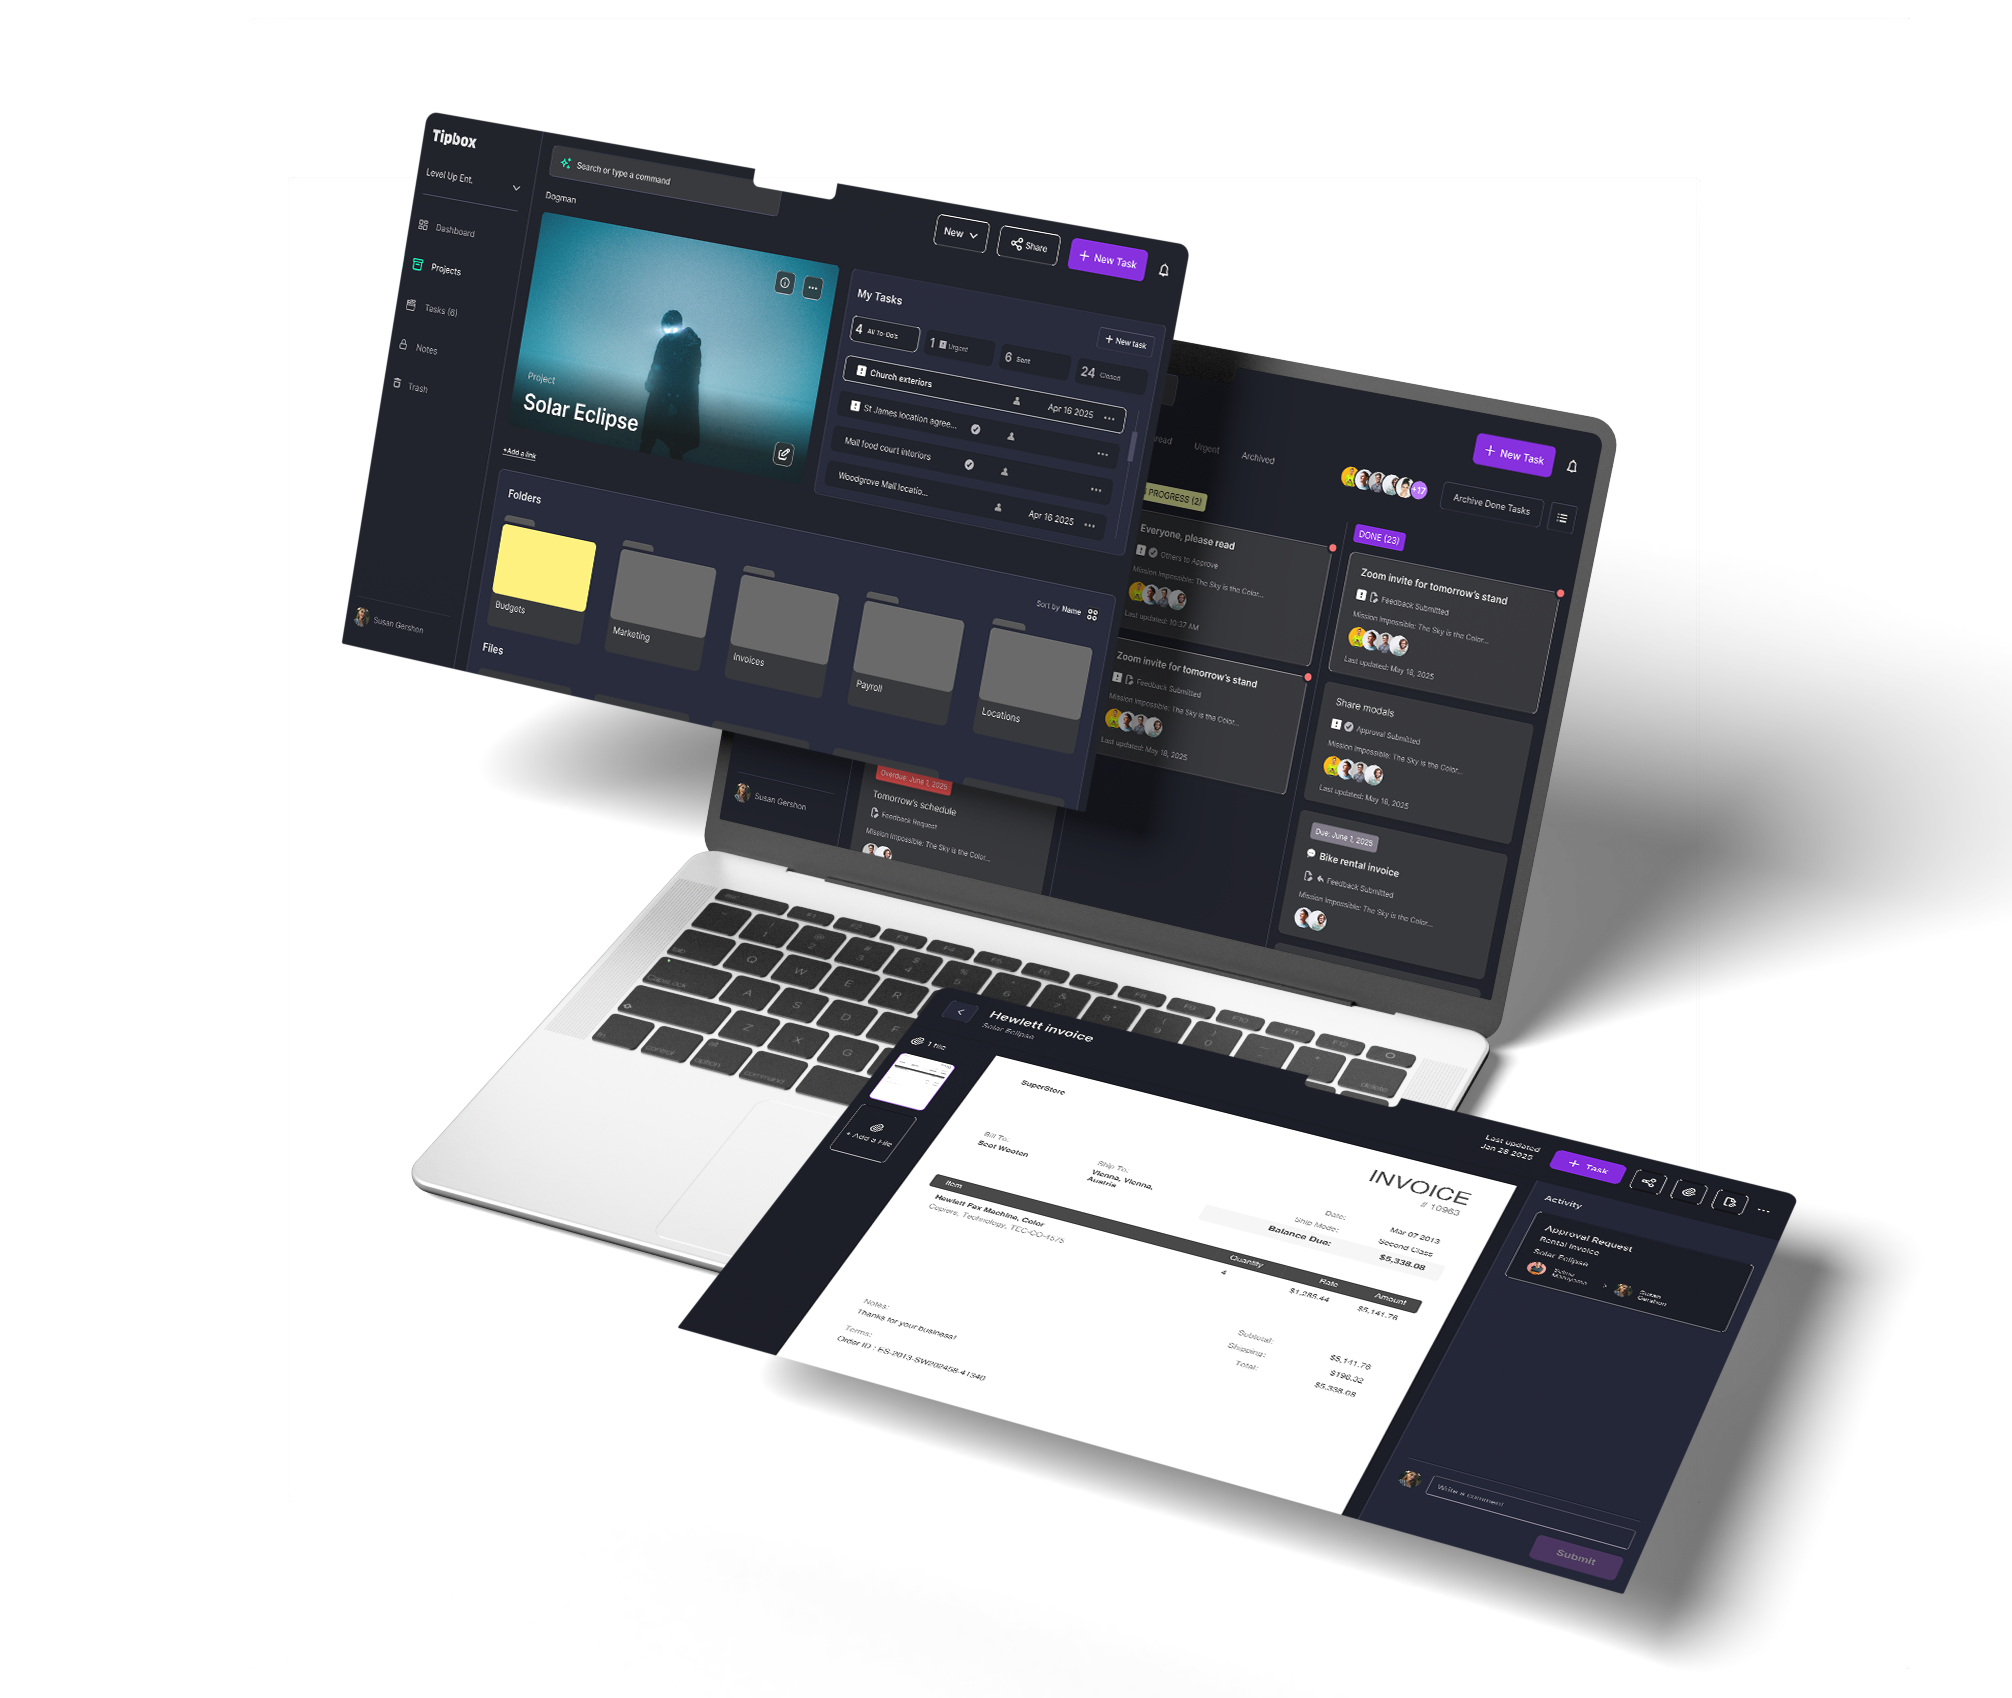 Tipbox
Level Up Ent.
Dashboard
Projects
Tasks (6)
Notes
Trash
Susan Gershon
Search or type a command
Dogman
New
Share
+ New Task
Project
Solar Eclipse
+Add a link
My Tasks
+ New task
4 All To-Do's
1 Urgent
6 Sent
24 Closed
Church exteriors
Apr 16 2025
St James location agree...
Mall food court interiors
Woodgrove Mall locatio...
Apr 16 2025
Folders
Sort by Name
Budgets
Marketing
Invoices
Payroll
Locations
Files
Urgent
Archived
+ New Task
+17
Archive Done Tasks
PROGRESS (2)
Everyone, please read
Others to Approve
Mission Impossible: The Sky is the Color...
Last updated: 10:37 AM
Zoom invite for tomorrow's stand
Feedback Submitted
Mission Impossible: The Sky is the Color...
Last updated: May 18, 2025
DONE (23)
Zoom invite for tomorrow's stand
Feedback Submitted
Mission Impossible: The Sky is the Color...
Last updated: May 18, 2025
Share modals
Approval Submitted
Mission Impossible: The Sky is the Color...
Last updated: May 18, 2025
Due: June 1, 2025
Bike rental invoice
Feedback Submitted
Mission Impossible: The Sky is the Color...
Susan Gershon
Overdue: June 1, 2025
Tomorrow's schedule
Feedback Request
Mission Impossible: The Sky is the Color...
Q W E R
A S D F
Z X G
tab
control
option
command
delete
Hewlett invoice
Solar Eclipse
1 file
+ Add a File
Last updated
Jan 28 2025
+ Task
SuperStore
INVOICE
# 10963
Bill To:
Scot Wooten
Ship To:
Vienna, Vienna,
Austria
Date:
Mar 07 2013
Ship Mode:
Second Class
Balance Due:
$5,338.08
Item
Quantity
Rate
Amount
Hewlett Fax Machine, Color
4
$1,285.44
$5,141.76
Copiers, Technology, TEC-CO-4575
Subtotal:
$5,141.76
Shipping:
$196.32
Total:
$5,338.08
Notes:
Thanks for your business!
Terms:
Order ID : ES-2013-SW202458-41340
Activity
Approval Request
Rental Invoice
Solar Eclipse
Susan
Gershon
Write a comment
Submit